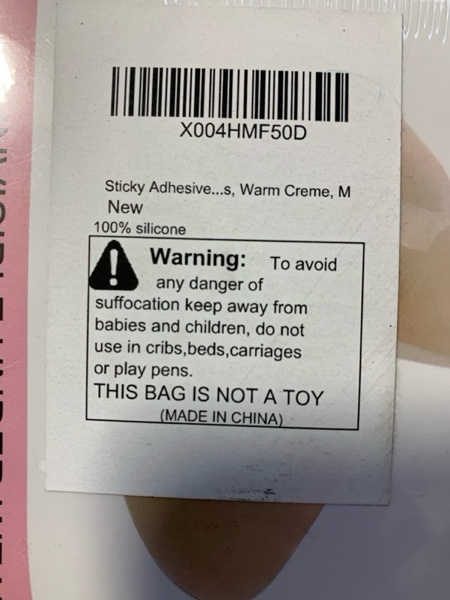 X004HMF50D
Sticky Adhesive...s, Warm Creme, M
New
100% silicone
Warning: To avoid
any danger of
suffocation keep away from
babies and children, do not
use in cribs,beds,carriages
or play pens.
THIS BAG IS NOT A TOY
(MADE IN CHINA)